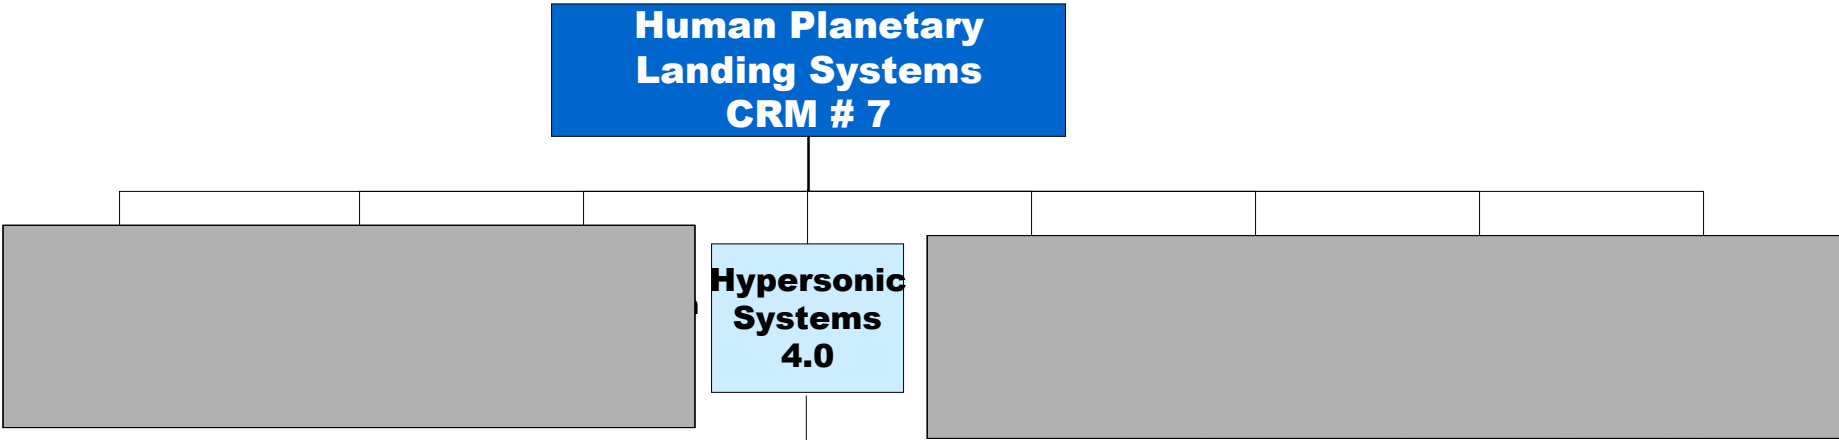 Human Planetary
Landing Systems
CRM # 7
Hypersonic
Systems
4.0